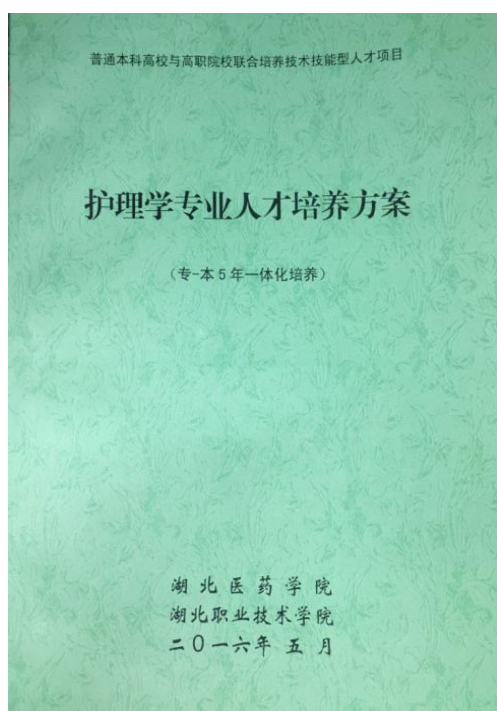 普通本科高校与高职院校联合培养技术技能型人才项目
护理学专业人才培养方案
（专-本5年一体化培养）
湖北医药学院
湖北职业技术学院
二〇一六年 五 月